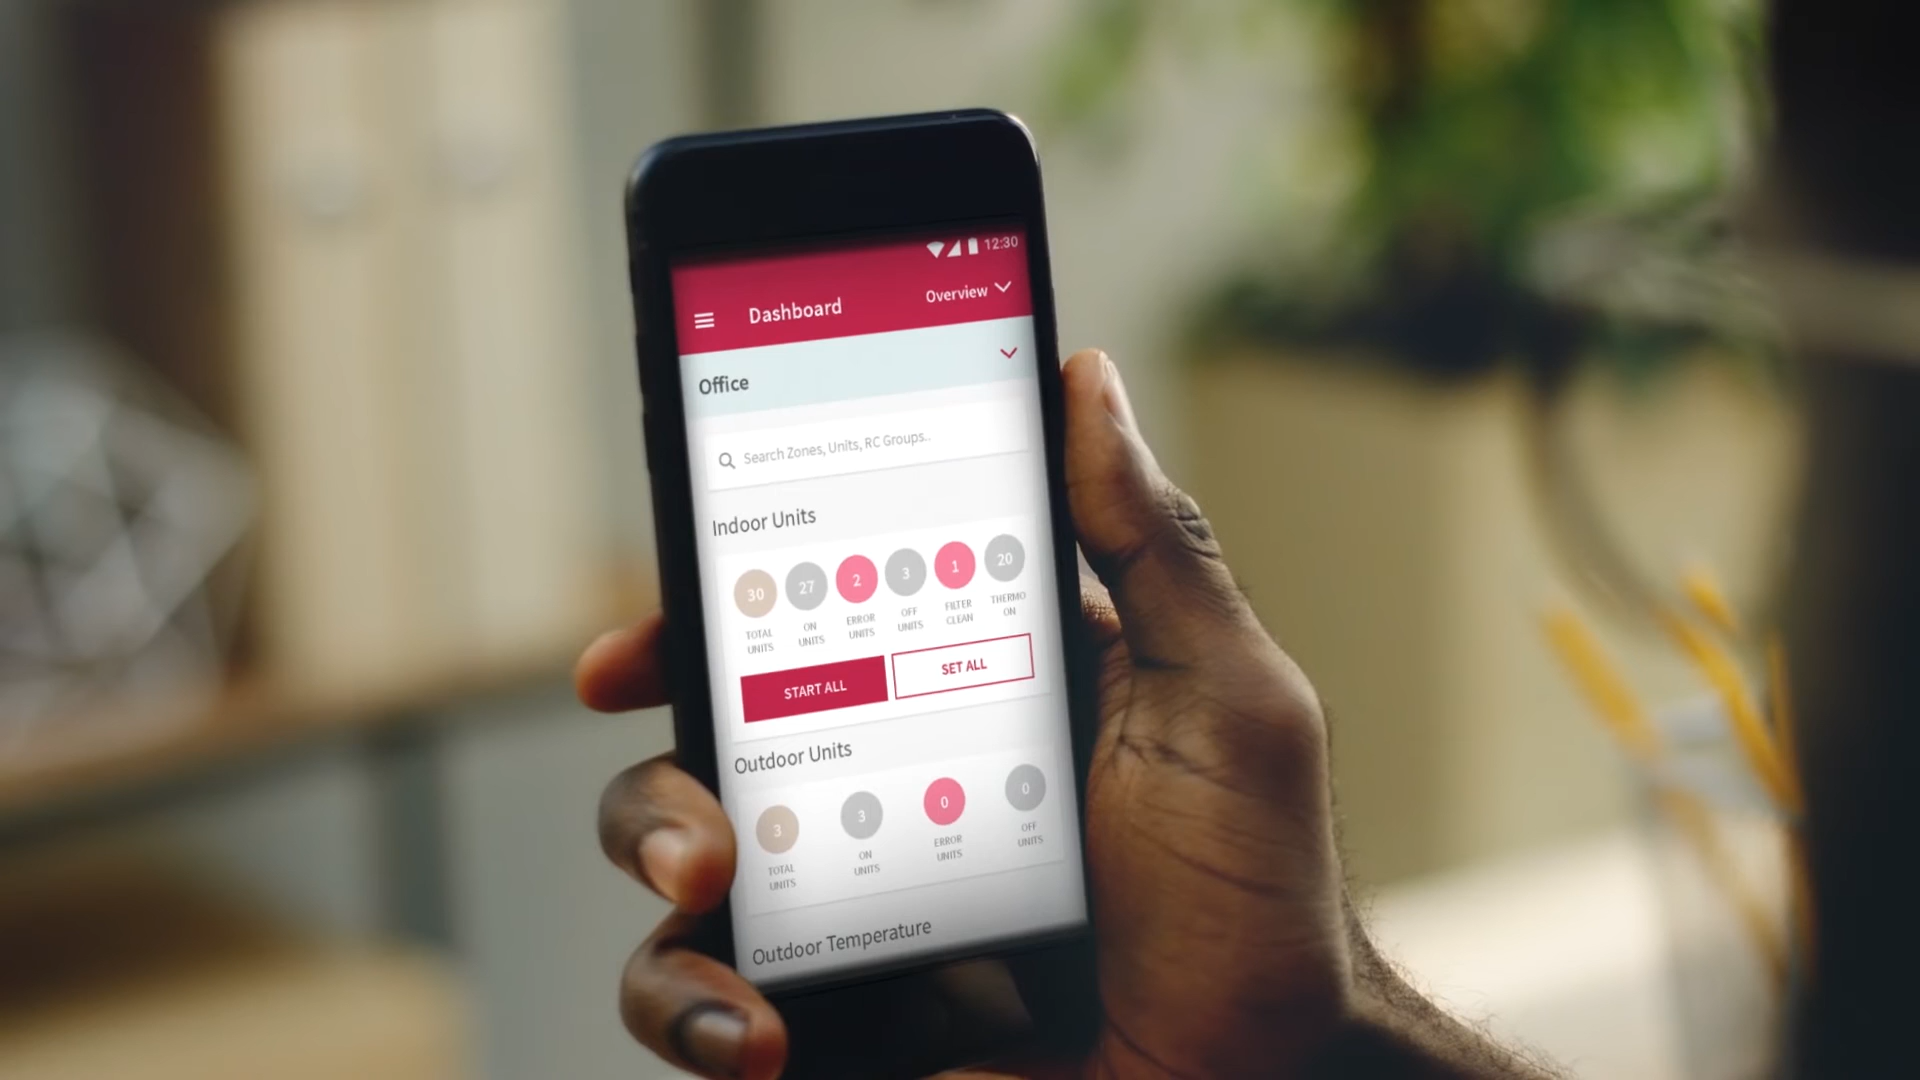 12:30
Dashboard
Overview
Office
Search Zones, Units, RC Groups..
Indoor Units
30 27 2 3 1 20
TOTAL UNITS
ON UNITS
ERROR UNITS
OFF UNITS
FILTER CLEAN
THERMO ON
START ALL
SET ALL
Outdoor Units
3 3 0 0
TOTAL UNITS
ON UNITS
ERROR UNITS
OFF UNITS
Outdoor Temperature